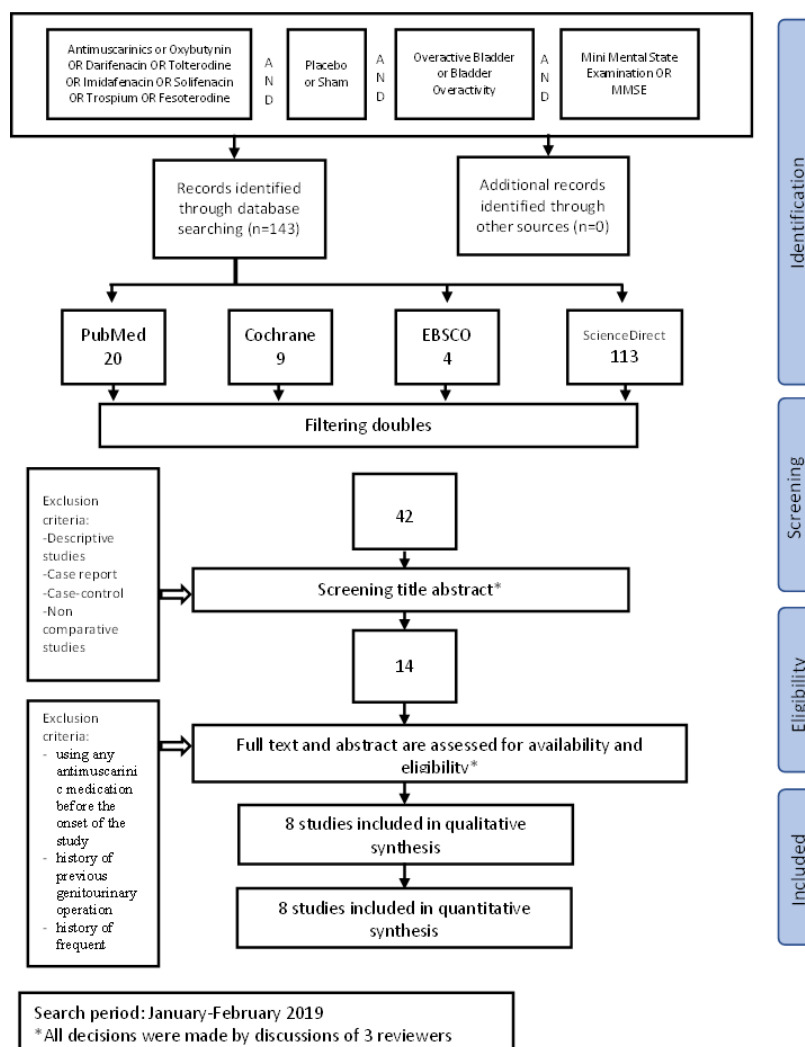 Antimuscarinics or Oxybutynin
OR Darifenacin OR Tolterodine
OR Imidafenacin OR Solifenacin
OR Trospium OR Fesoterodine
A
N
D
Placebo
or Sham
A
N
D
Overactive Bladder
or Bladder
Overactivity
A
N
D
Mini Mental State
Examination OR
MMSE
Records identified
through database
searching (n=143)
Additional records
identified through
other sources (n=0)
Identification
PubMed
20
Cochrane
9
EBSCO
4
ScienceDirect
113
Filtering doubles
Screening
Exclusion
criteria:
-Descriptive
studies
-Case report
-Case-control
-Non
comparative
studies
42
Screening title abstract*
14
Eligibility
Exclusion
criteria:
- using any
antimuscarini
c medication
before the
onset of the
study
- history of
previous
genitourinary
operation
- history of
frequent
Full text and abstract are assessed for availability and
eligibility*
8 studies included in qualitative
synthesis
8 studies included in quantitative
synthesis
Included
Search period: January-February 2019
*All decisions were made by discussions of 3 reviewers